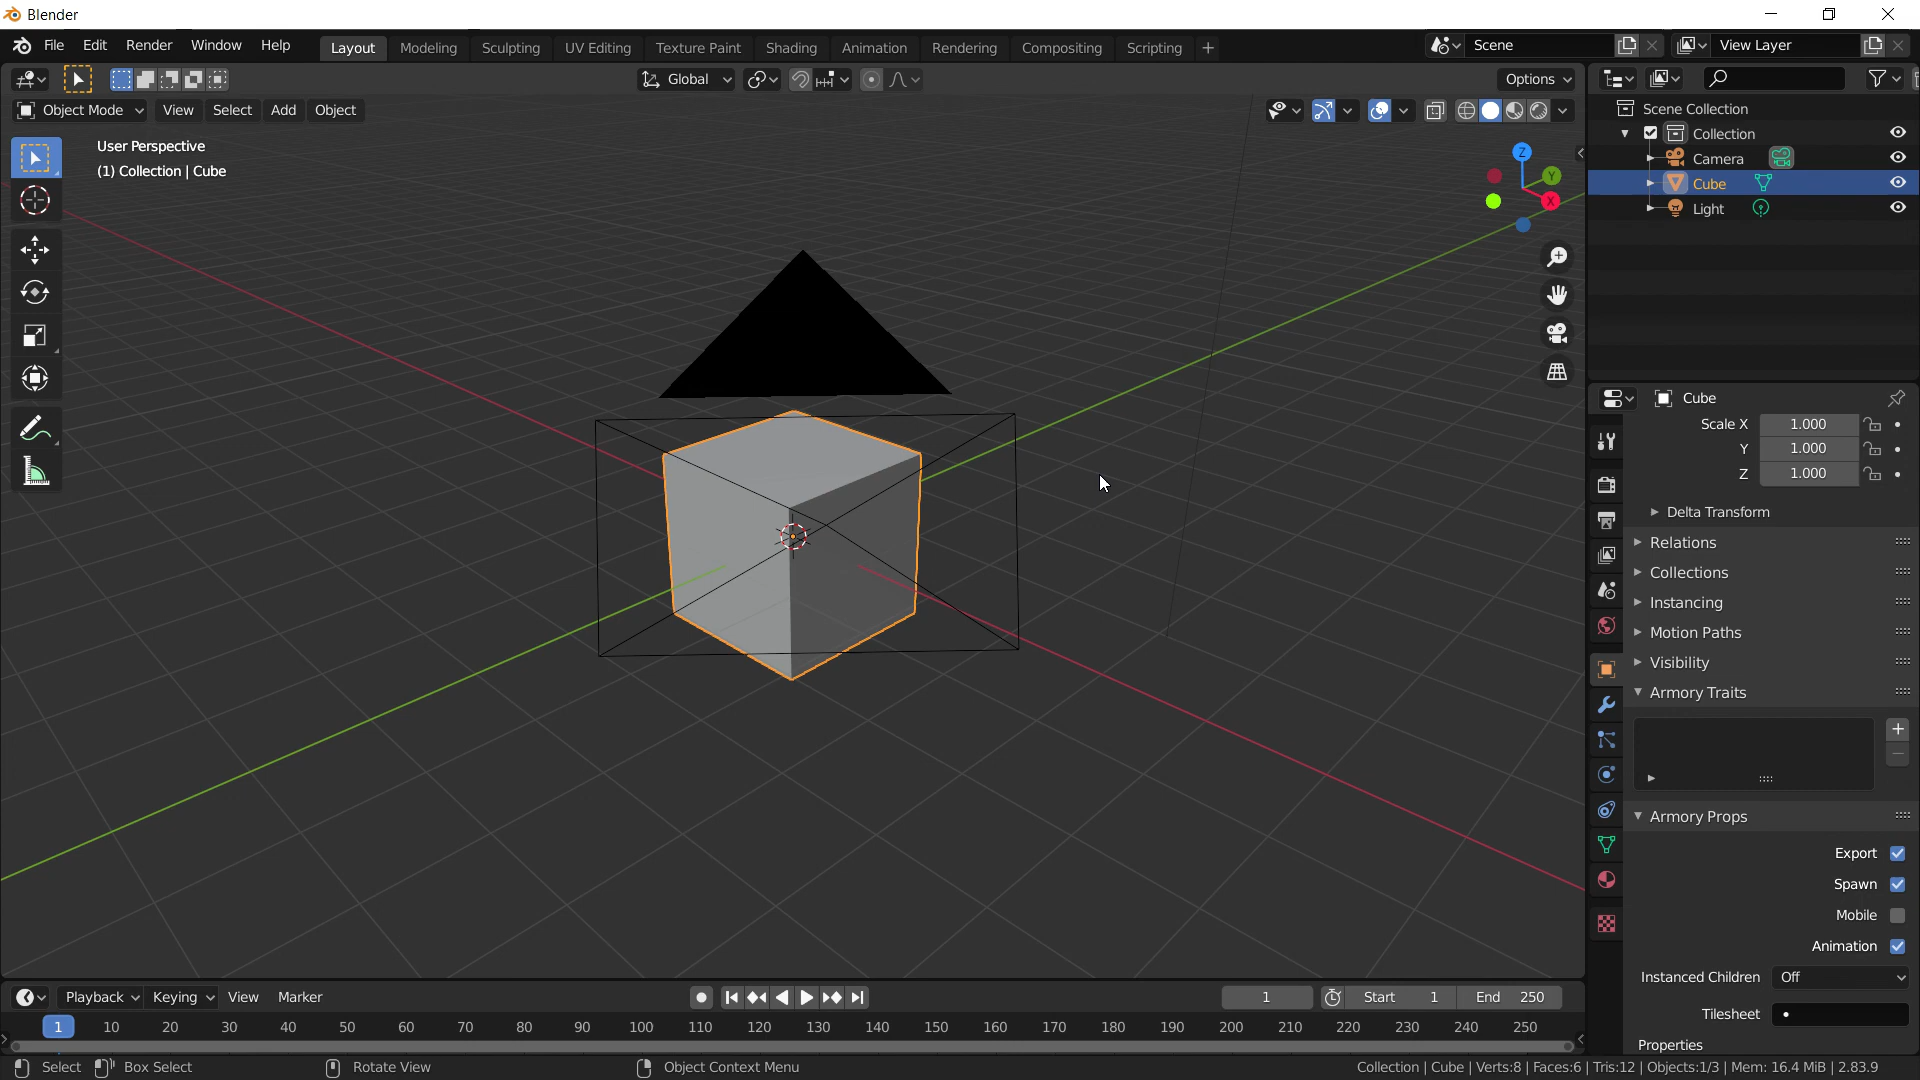 Blender
File Edit Render Window Help Layout Modeling Sculpting UV Editing Texture Paint Shading Animation Rendering Compositing Scripting + Scene View Layer
Global Options
Object Mode View Select Add Object
User Perspective
(1) Collection | Cube
Z
Y
X
Scene Collection
Collection
Camera
Cube
Light
Cube
Scale X 1.000
Y 1.000
Z 1.000
Delta Transform
Relations
Collections
Instancing
Motion Paths
Visibility
Armory Traits
Armory Props
Export
Spawn
Mobile
Animation
Instanced Children Off
Tilesheet
Properties
Playback Keying View Marker 1 Start 1 End 250
1 10 20 30 40 50 60 70 80 90 100 110 120 130 140 150 160 170 180 190 200 210 220 230 240 250
Select Box Select Rotate View Object Context Menu Collection | Cube | Verts:8 | Faces:6 | Tris:12 | Objects:1/3 | Mem: 16.4 MiB | 2.83.9